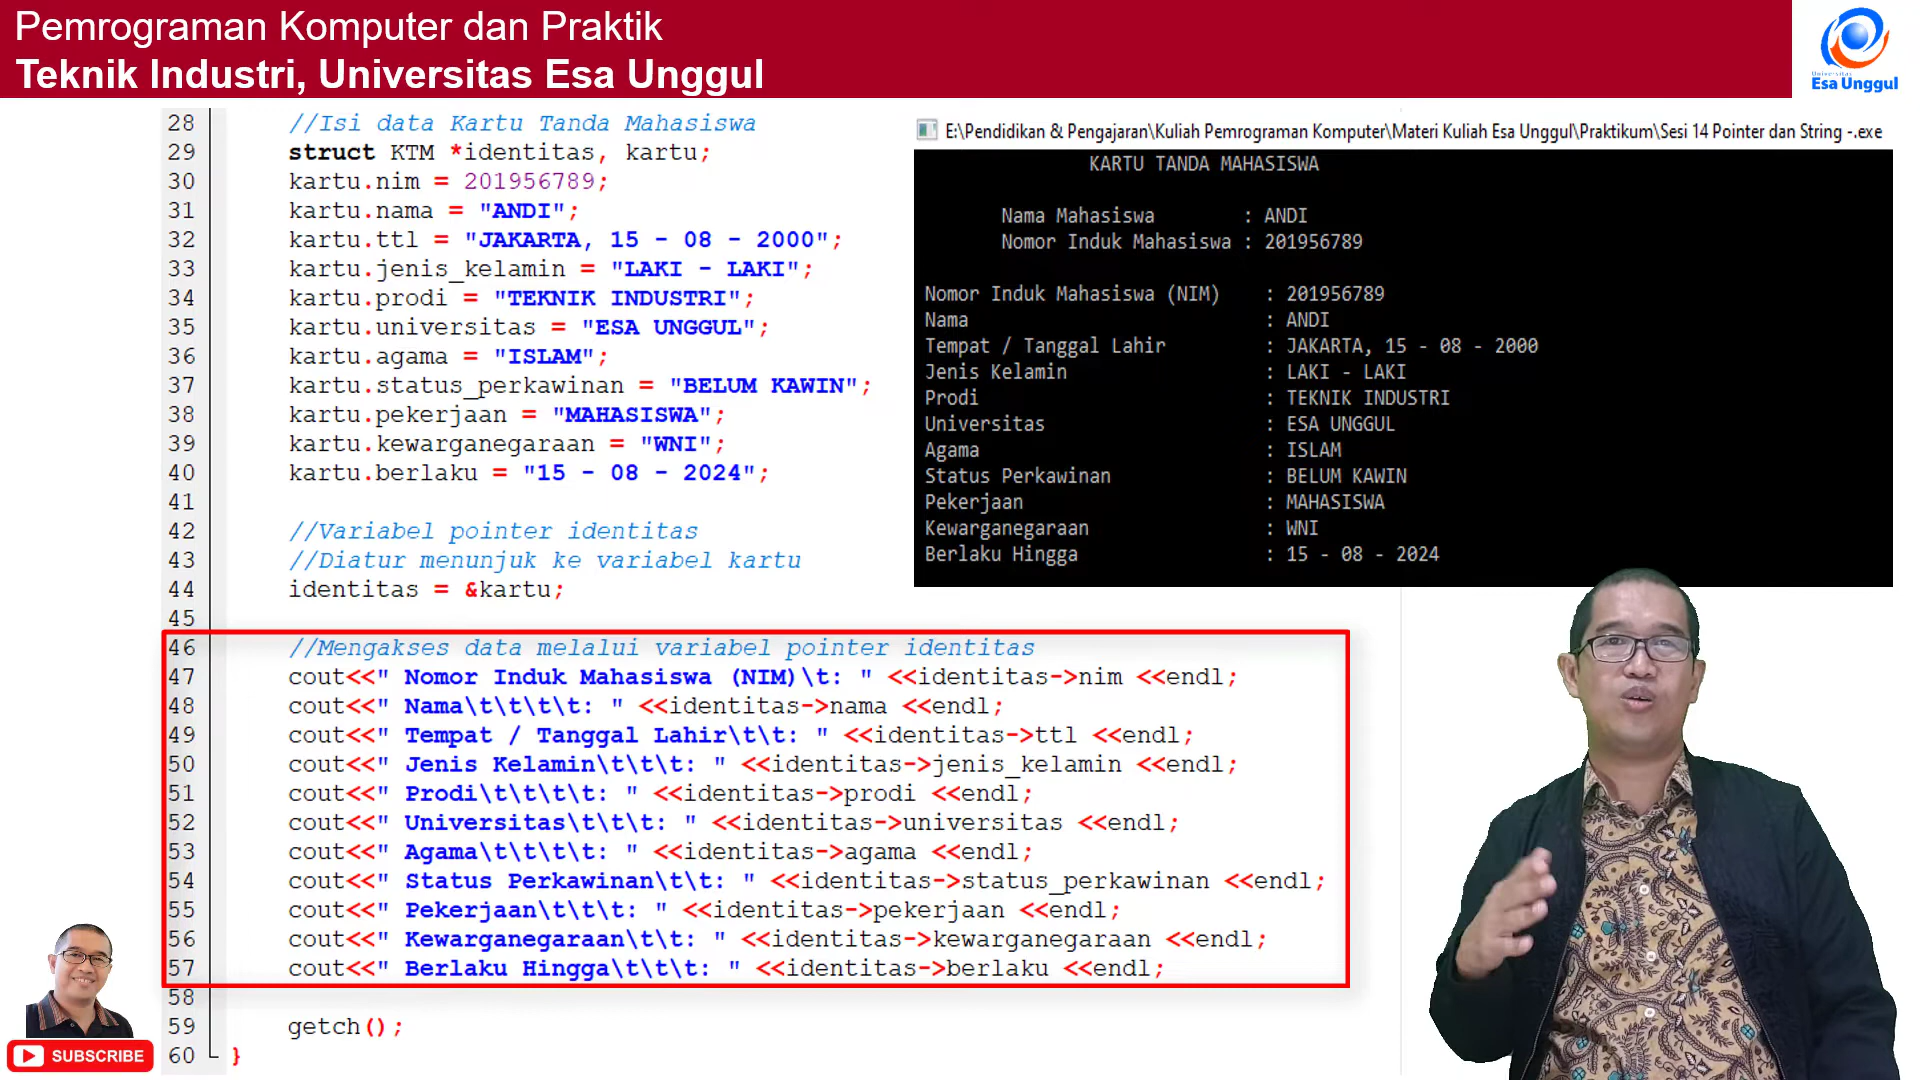 Pemrograman Komputer dan Praktik
Teknik Industri, Universitas Esa Unggul
Universitas
Esa Unggul
28 //Isi data Kartu Tanda Mahasiswa
29 struct KTM *identitas, kartu;
30 kartu.nim = 201956789;
31 kartu.nama = "ANDI";
32 kartu.ttl = "JAKARTA, 15 - 08 - 2000";
33 kartu.jenis_kelamin = "LAKI - LAKI";
34 kartu.prodi = "TEKNIK INDUSTRI";
35 kartu.universitas = "ESA UNGGUL";
36 kartu.agama = "ISLAM";
37 kartu.status_perkawinan = "BELUM KAWIN";
38 kartu.pekerjaan = "MAHASISWA";
39 kartu.kewarganegaraan = "WNI";
40 kartu.berlaku = "15 - 08 - 2024";
41
42 //Variabel pointer identitas
43 //Diatur menunjuk ke variabel kartu
44 identitas = &kartu;
45
46 //Mengakses data melalui variabel pointer identitas
47 cout<<" Nomor Induk Mahasiswa (NIM)\t: " <<identitas->nim <<endl;
48 cout<<" Nama\t\t\t\t: " <<identitas->nama <<endl;
49 cout<<" Tempat / Tanggal Lahir\t\t: " <<identitas->ttl <<endl;
50 cout<<" Jenis Kelamin\t\t\t: " <<identitas->jenis_kelamin <<endl;
51 cout<<" Prodi\t\t\t\t: " <<identitas->prodi <<endl;
52 cout<<" Universitas\t\t\t: " <<identitas->universitas <<endl;
53 cout<<" Agama\t\t\t\t: " <<identitas->agama <<endl;
54 cout<<" Status Perkawinan\t\t: " <<identitas->status_perkawinan <<endl;
55 cout<<" Pekerjaan\t\t\t: " <<identitas->pekerjaan <<endl;
56 cout<<" Kewarganegaraan\t\t: " <<identitas->kewarganegaraan <<endl;
57 cout<<" Berlaku Hingga\t\t\t: " <<identitas->berlaku <<endl;
58
59 getch();
60 }
E:\Pendidikan & Pengajaran\Kuliah Pemrograman Komputer\Materi Kuliah Esa Unggul\Praktikum\Sesi 14 Pointer dan String -.exe
KARTU TANDA MAHASISWA
Nama Mahasiswa : ANDI
Nomor Induk Mahasiswa : 201956789
Nomor Induk Mahasiswa (NIM) : 201956789
Nama : ANDI
Tempat / Tanggal Lahir : JAKARTA, 15 - 08 - 2000
Jenis Kelamin : LAKI - LAKI
Prodi : TEKNIK INDUSTRI
Universitas : ESA UNGGUL
Agama : ISLAM
Status Perkawinan : BELUM KAWIN
Pekerjaan : MAHASISWA
Kewarganegaraan : WNI
Berlaku Hingga : 15 - 08 - 2024
SUBSCRIBE